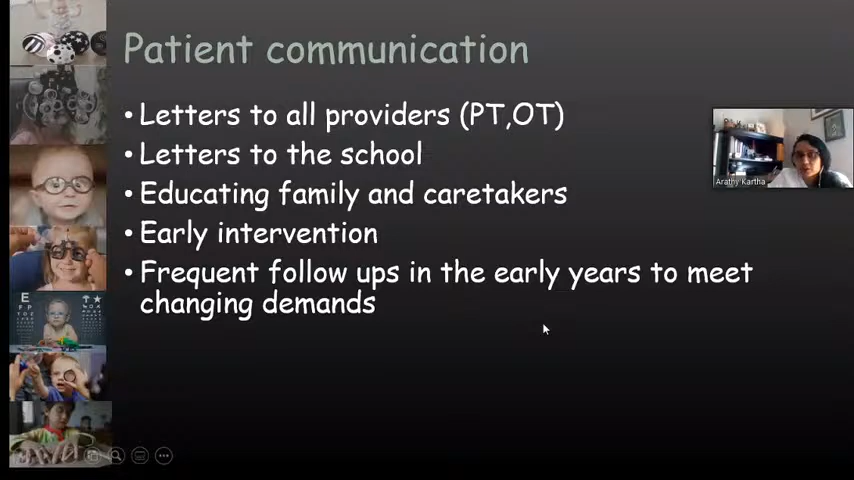 Patient communication
• Letters to all providers (PT,OT)
• Letters to the school
• Educating family and caretakers
• Early intervention
• Frequent follow ups in the early years to meet
changing demands
Arathy Kartha